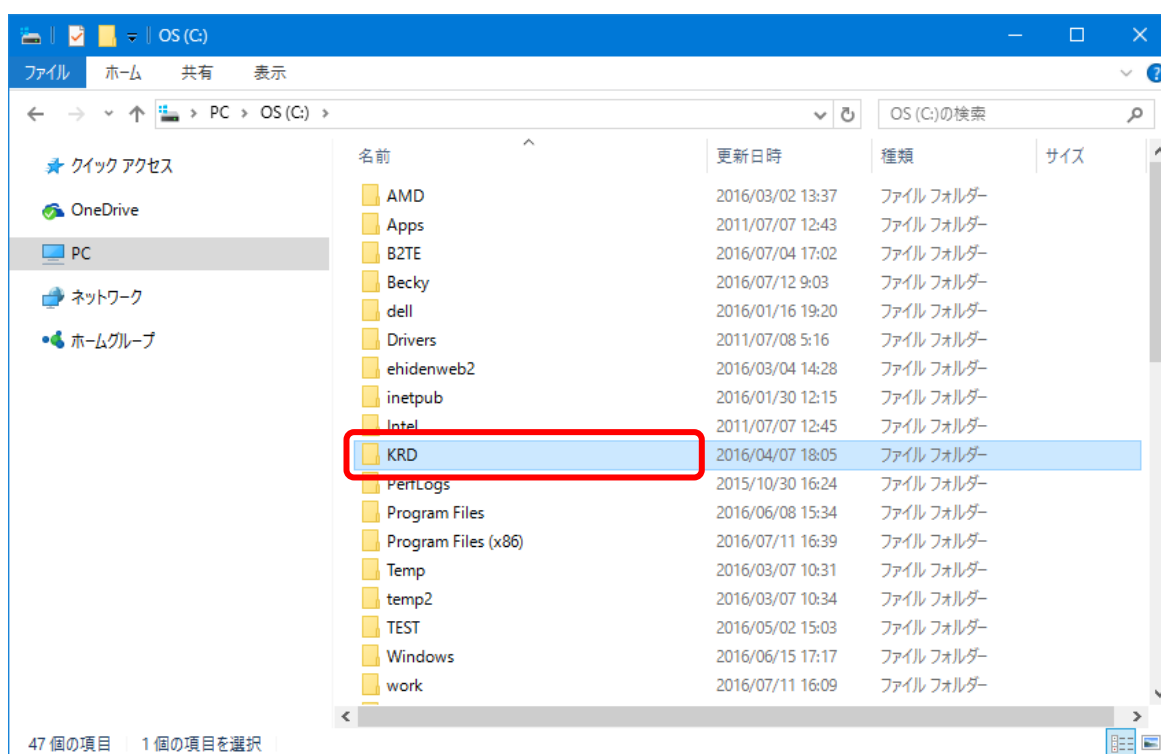 OS (C:)
ファイル ホーム 共有 表示
PC OS (C:) OS (C:)の検索
クイック アクセス
OneDrive
PC
ネットワーク
ホームグループ
名前 更新日時 種類 サイズ
AMD 2016/03/02 13:37 ファイル フォルダー
Apps 2011/07/07 12:43 ファイル フォルダー
B2TE 2016/07/04 17:02 ファイル フォルダー
Becky 2016/07/12 9:03 ファイル フォルダー
dell 2016/01/16 19:20 ファイル フォルダー
Drivers 2011/07/08 5:16 ファイル フォルダー
ehidenweb2 2016/03/04 14:28 ファイル フォルダー
inetpub 2016/01/30 12:15 ファイル フォルダー
Intel 2011/07/07 12:45 ファイル フォルダー
KRD 2016/04/07 18:05 ファイル フォルダー
PerfLogs 2015/10/30 16:24 ファイル フォルダー
Program Files 2016/06/08 15:34 ファイル フォルダー
Program Files (x86) 2016/07/11 16:39 ファイル フォルダー
Temp 2016/03/07 10:31 ファイル フォルダー
temp2 2016/03/07 10:34 ファイル フォルダー
TEST 2016/05/02 15:03 ファイル フォルダー
Windows 2016/06/15 17:17 ファイル フォルダー
work 2016/07/11 16:09 ファイル フォルダー
47 個の項目 1 個の項目を選択